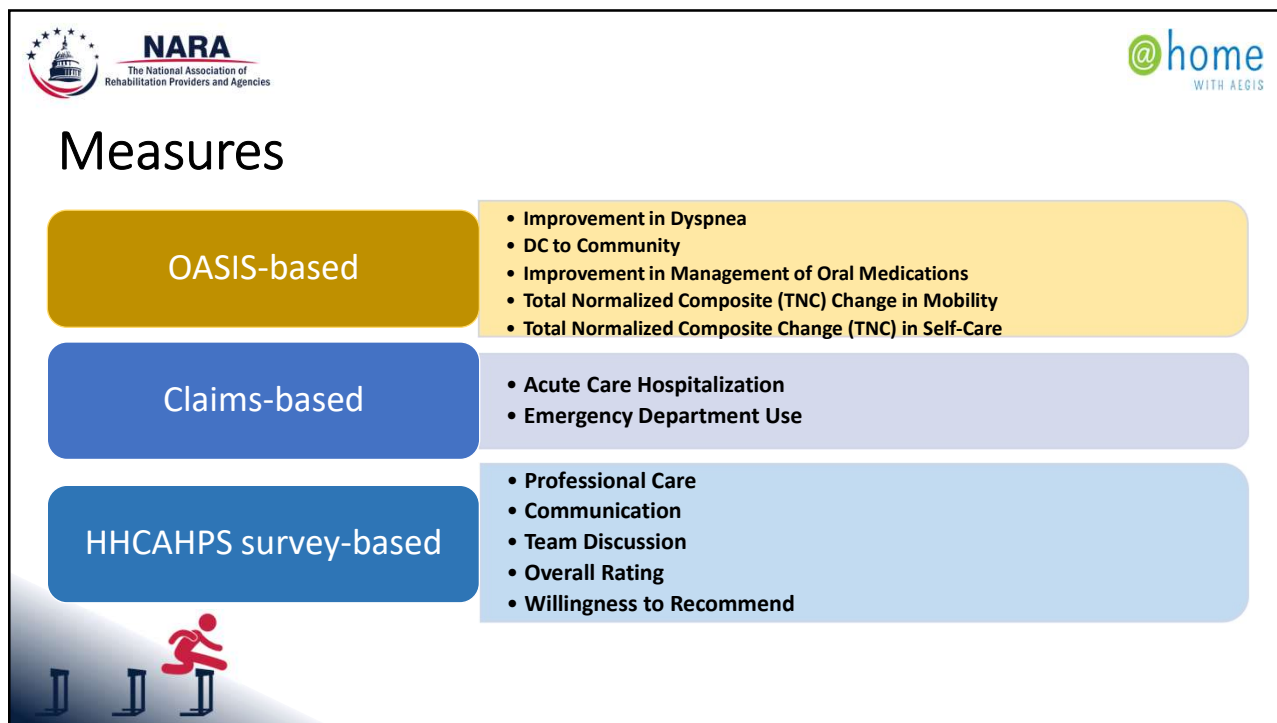 NARA
The National Association of
Rehabilitation Providers and Agencies
@home
WITH AEGIS
Measures
OASIS-based
• Improvement in Dyspnea
• DC to Community
• Improvement in Management of Oral Medications
• Total Normalized Composite (TNC) Change in Mobility
• Total Normalized Composite Change (TNC) in Self-Care
Claims-based
• Acute Care Hospitalization
• Emergency Department Use
HHCAHPS survey-based
• Professional Care
• Communication
• Team Discussion
• Overall Rating
• Willingness to Recommend